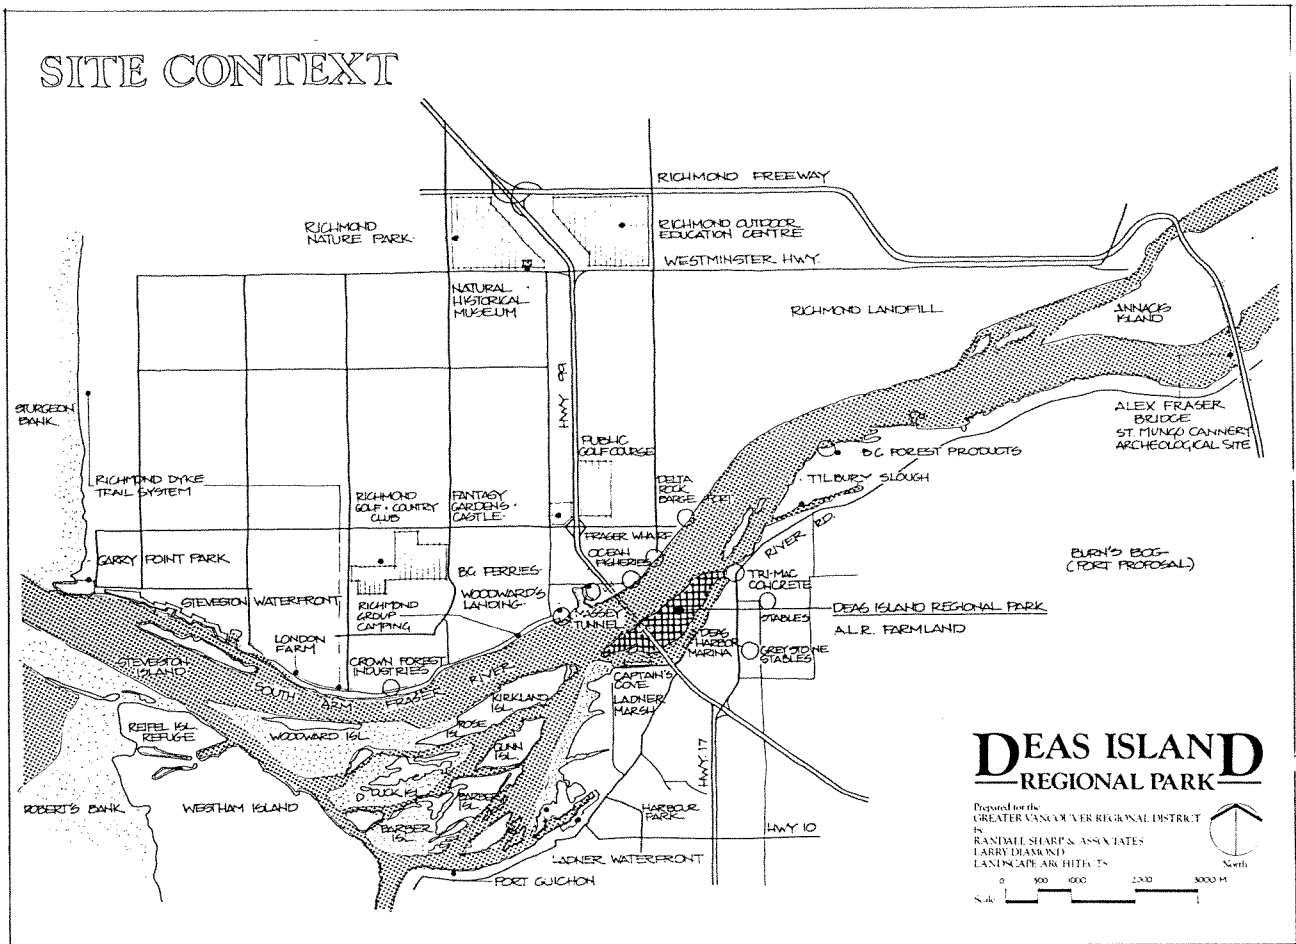 SITE CONTEXT
RICHMOND FREEWAY
RICHMOND
NATURE PARK
RICHMOND OUTDOOR
EDUCATION CENTRE
WESTMINSTER HWY.
NATURAL
HISTORICAL
MUSEUM
RICHMOND LANDFILL
ANNACIS
ISLAND
HWY 99
STURGEON
BANK
ALEX FRASER
BRIDGE
ST. MUNGO CANNERY
ARCHEOLOGICAL SITE
PUBLIC
GOLF COURSE
BC FOREST PRODUCTS
TILBURY SLOUGH
RICHMOND DYKE
TRAIL SYSTEM
RICHMOND
GOLF & COUNTRY
CLUB
FANTASY
GARDENS &
CASTLE
DELTA
ROCK
BARGE PORT
FRASER WHARF
OCEAN
FISHERIES
RIVER RD.
BURN'S BOG
(PORT PROPOSAL)
GARRY POINT PARK
BC FERRIES
WOODWARD'S
LANDING
TRI-MAC
CONCRETE
STEVESTON WATERFRONT
RICHMOND
GROUP
CAMPING
MASSEY
TUNNEL
STABLES
DEAS ISLAND REGIONAL PARK
A.L.R. FARMLAND
LONDON
FARM
DEAS
HARBOR
MARINA
GREYSTONE
STABLES
STEVESTON
ISLAND
CROWN FOREST
INDUSTRIES
SOUTH ARM FRASER RIVER
CAPTAIN'S
COVE
LADNER
MARSH
KIRKLAND
ISL.
REIFEL ISL.
REFUGE
WOODWARD ISL.
ROSE
ISL.
GUNN
ISL.
HWY 17
DUCK ISL.
BARBER
ISL.
ROBERT'S BANK
WESTHAM ISLAND
BARBER
ISL.
HARBOUR
PARK
HWY 10
LADNER WATERFRONT
PORT GUICHON
DEAS ISLAND
REGIONAL PARK
Prepared for the
GREATER VANCOUVER REGIONAL DISTRICT
by
RANDALL SHARP & ASSOCIATES
LARRY DIAMOND
LANDSCAPE ARCHITECTS
North
0 500 1000 2000 3000 M
Scale